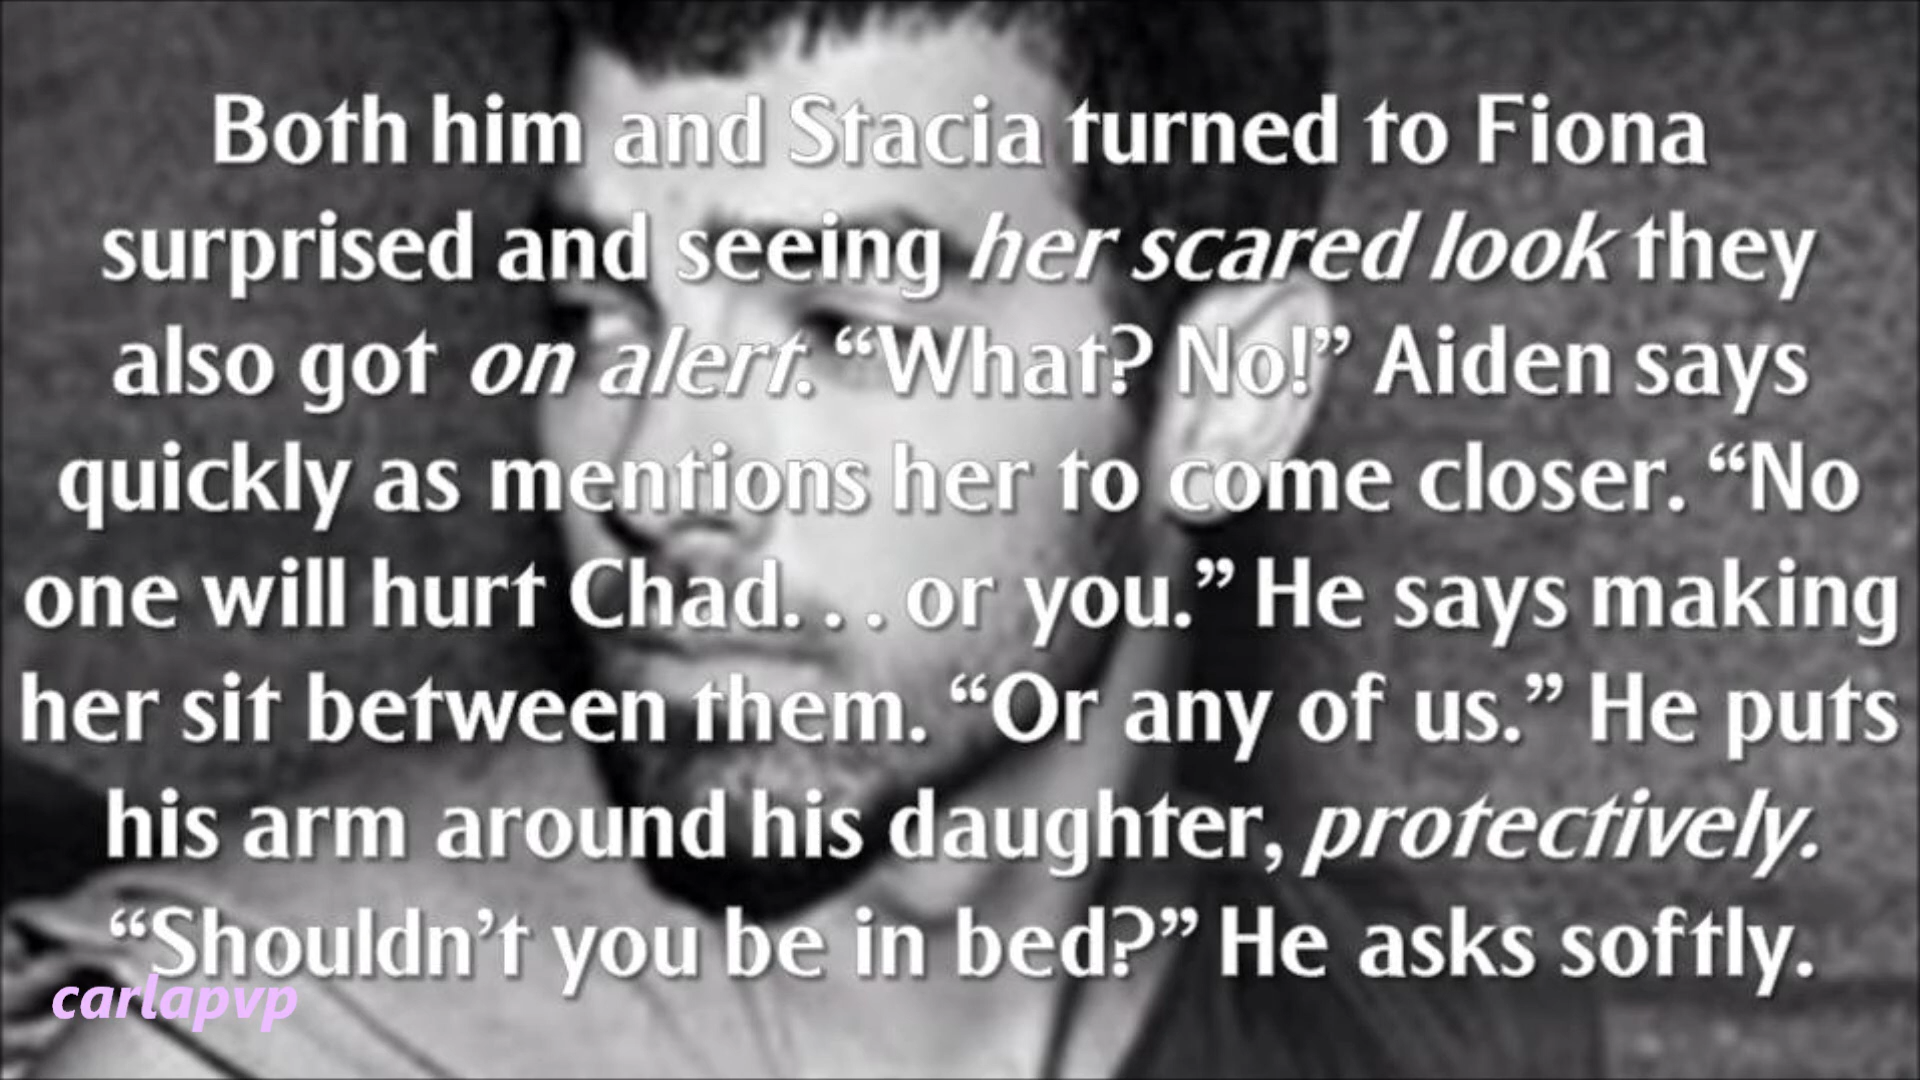 Both him and Stacia turned to Fiona
surprised and seeing her scared look they
also got on alert. “What? No!” Aiden says
quickly as mentions her to come closer. “No
one will hurt Chad. . . or you.” He says making
her sit between them. “Or any of us.” He puts
his arm around his daughter, protectively.
“Shouldn’t you be in bed?” He asks softly.
carlapvp